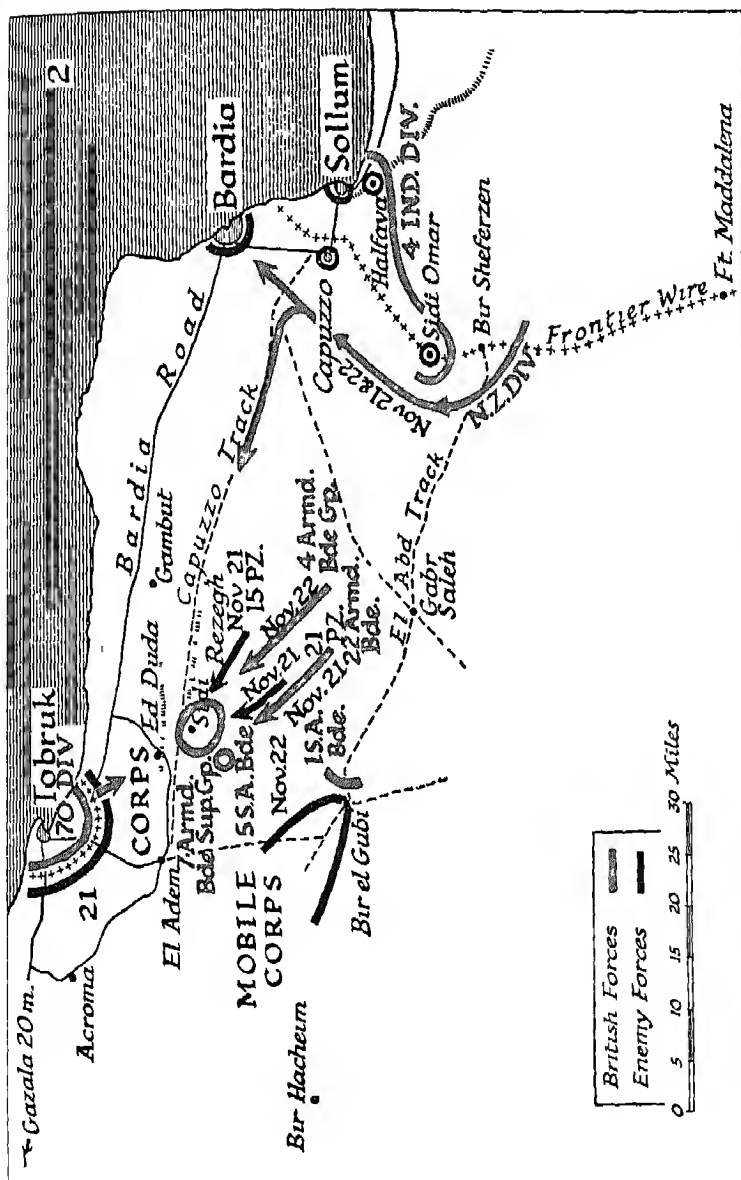 2
Gazala 20 m.
Tobruk
70 DIV
21
CORPS
Acroma
El Adem
Ed Duda
Gambut
Bardia Road
Bardia
Sollum
Capuzzo
Halfaya
4 IND. DIV.
Sidi Omar
Bir Sheferzen
Frontier Wire
Ft. Maddalena
N.Z. DIV.
Nov 21 & 22
Capuzzo Track
Sidi Rezegh
Nov 21
15 PZ.
Nov. 22
4 Armd.
Bde Gp.
Nov. 21
21
PZ.
Nov. 21
22 Armd.
Bde.
7 Armd.
Bde Sup. Gp.
5 S.A. Bde
Nov. 22
1 S.A.
Bde.
MOBILE
CORPS
Bir el Gubi
Bir Hacheim
El Abd Track
Gabr
Saleh
British Forces
Enemy Forces
0 5 10 15 20 25 30 Miles